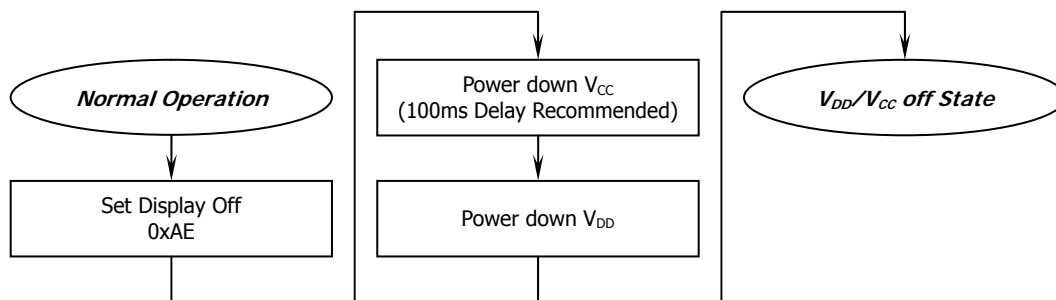 Normal Operation
Set Display Off
0xAE
Power down VCC
(100ms Delay Recommended)
Power down VDD
VDD/VCC off State